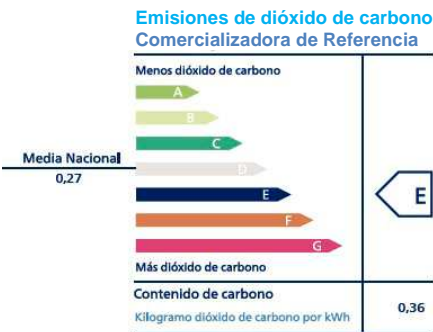 Emisiones de dióxido de carbono
Comercializadora de Referencia
Menos dióxido de carbono
A
B
C
Media Nacional
D
0,27
E
E
F
G
Más dióxido de carbono
Contenido de carbono
0,36
Kilogramo dióxido de carbono por kWh